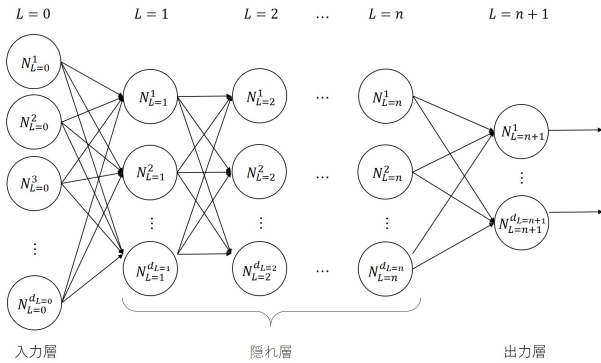 L = 0 L = 1 L = 2 … L = n L = n + 1
N^1_{L=0}
N^1_{L=1} N^1_{L=2} … N^1_{L=n}
N^2_{L=0} N^1_{L=n+1}
N^2_{L=1} N^2_{L=2} … N^2_{L=n}
N^3_{L=0} ⋮
⋮ ⋮ ⋮ N^{d_{L=n+1}}_{L=n+1}
⋮
N^{d_{L=1}}_{L=1} N^{d_{L=2}}_{L=2} … N^{d_{L=n}}_{L=n}
N^{d_{L=0}}_{L=0}
入力層 隠れ層 出力層